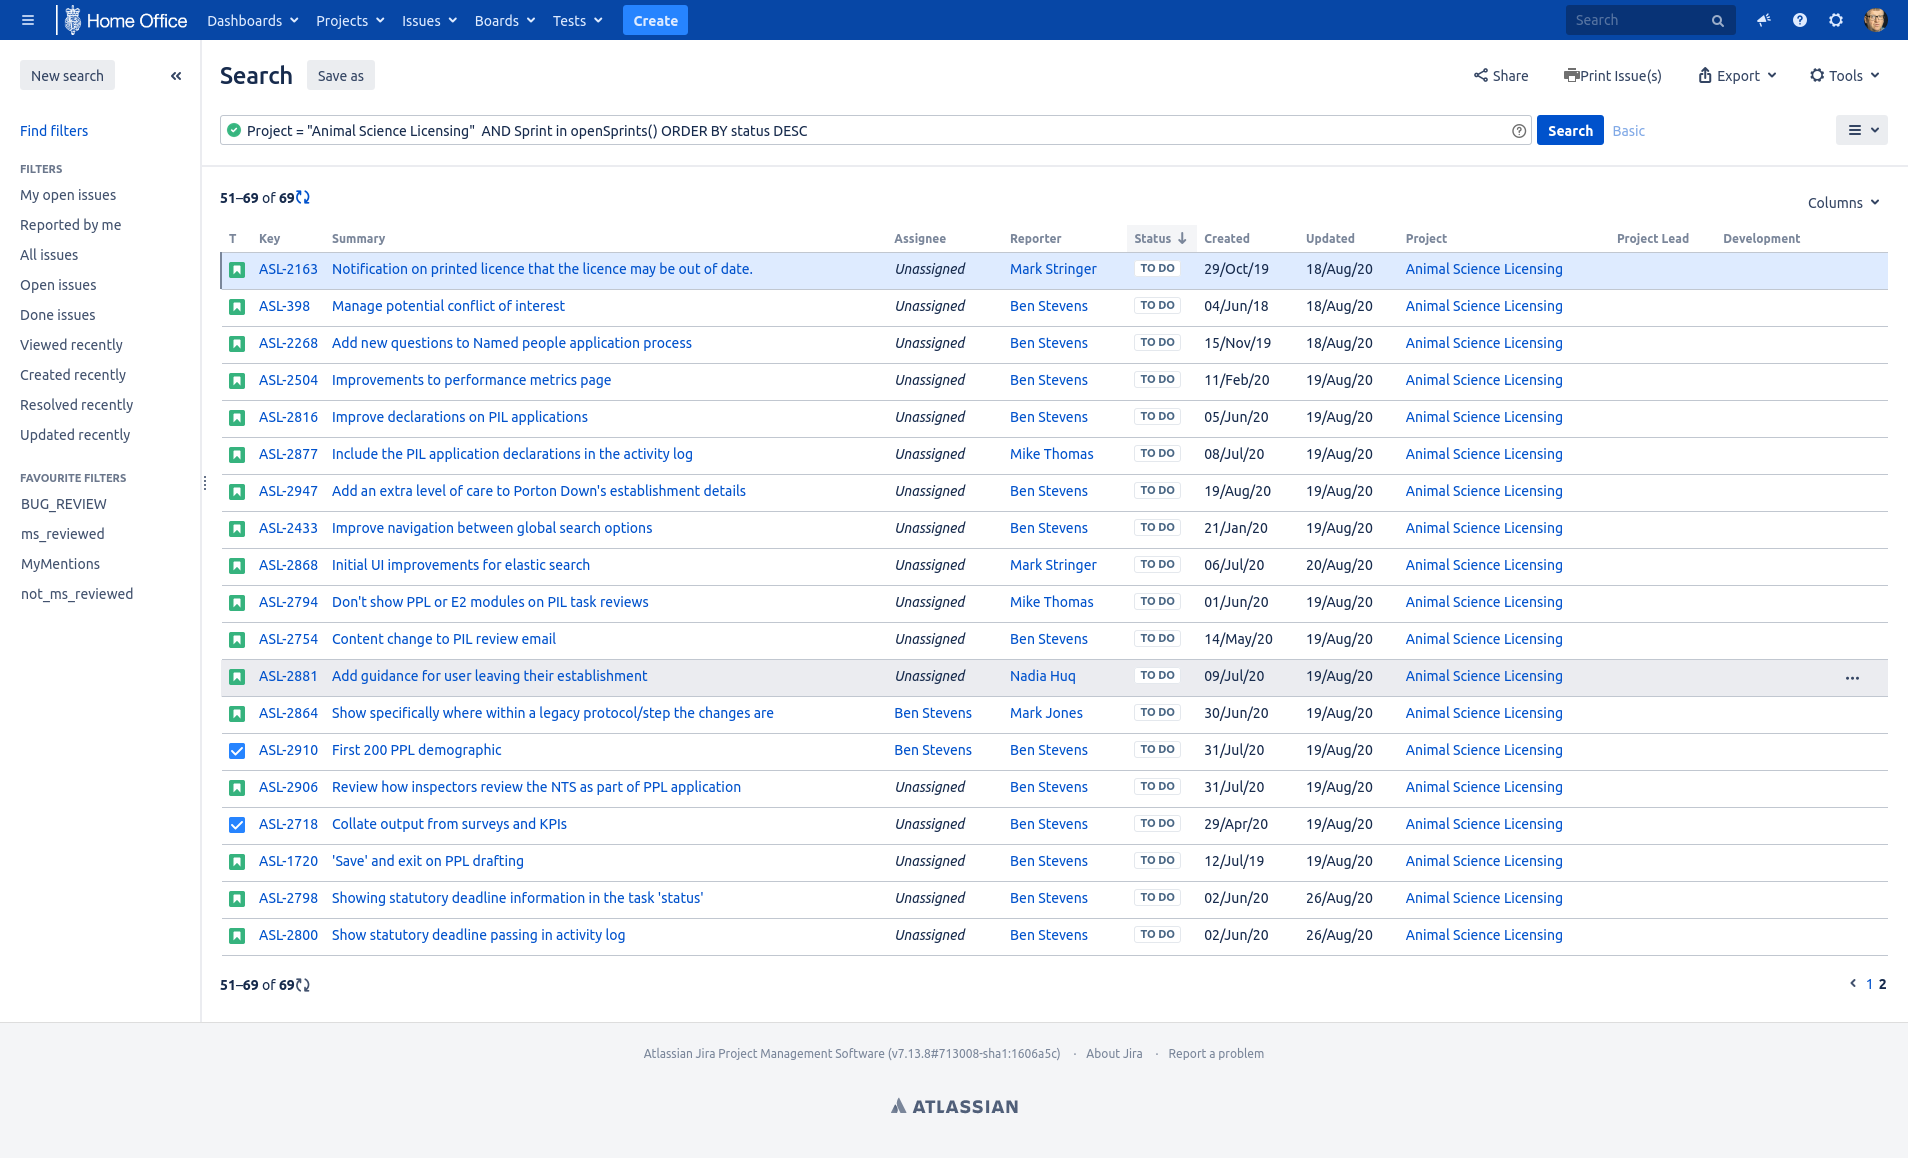 Home Office Dashboards Projects Issues Boards Tests Create Search
New search
Search Save as Share Print Issue(s) Export Tools
Find filters
Project = "Animal Science Licensing"  AND Sprint in openSprints() ORDER BY status DESC Search Basic
FILTERS
My open issues
Reported by me
All issues
Open issues
Done issues
Viewed recently
Created recently
Resolved recently
Updated recently
FAVOURITE FILTERS
BUG_REVIEW
ms_reviewed
MyMentions
not_ms_reviewed
51–69 of 69
Columns
T Key Summary Assignee Reporter Status Created Updated Project Project Lead Development
ASL-2163 Notification on printed licence that the licence may be out of date. Unassigned Mark Stringer TO DO 29/Oct/19 18/Aug/20 Animal Science Licensing
ASL-398 Manage potential conflict of interest Unassigned Ben Stevens TO DO 04/Jun/18 18/Aug/20 Animal Science Licensing
ASL-2268 Add new questions to Named people application process Unassigned Ben Stevens TO DO 15/Nov/19 18/Aug/20 Animal Science Licensing
ASL-2504 Improvements to performance metrics page Unassigned Ben Stevens TO DO 11/Feb/20 19/Aug/20 Animal Science Licensing
ASL-2816 Improve declarations on PIL applications Unassigned Ben Stevens TO DO 05/Jun/20 19/Aug/20 Animal Science Licensing
ASL-2877 Include the PIL application declarations in the activity log Unassigned Mike Thomas TO DO 08/Jul/20 19/Aug/20 Animal Science Licensing
ASL-2947 Add an extra level of care to Porton Down's establishment details Unassigned Ben Stevens TO DO 19/Aug/20 19/Aug/20 Animal Science Licensing
ASL-2433 Improve navigation between global search options Unassigned Ben Stevens TO DO 21/Jan/20 19/Aug/20 Animal Science Licensing
ASL-2868 Initial UI improvements for elastic search Unassigned Mark Stringer TO DO 06/Jul/20 20/Aug/20 Animal Science Licensing
ASL-2794 Don't show PPL or E2 modules on PIL task reviews Unassigned Mike Thomas TO DO 01/Jun/20 19/Aug/20 Animal Science Licensing
ASL-2754 Content change to PIL review email Unassigned Ben Stevens TO DO 14/May/20 19/Aug/20 Animal Science Licensing
ASL-2881 Add guidance for user leaving their establishment Unassigned Nadia Huq TO DO 09/Jul/20 19/Aug/20 Animal Science Licensing
ASL-2864 Show specifically where within a legacy protocol/step the changes are Ben Stevens Mark Jones TO DO 30/Jun/20 19/Aug/20 Animal Science Licensing
ASL-2910 First 200 PPL demographic Ben Stevens Ben Stevens TO DO 31/Jul/20 19/Aug/20 Animal Science Licensing
ASL-2906 Review how inspectors review the NTS as part of PPL application Unassigned Ben Stevens TO DO 31/Jul/20 19/Aug/20 Animal Science Licensing
ASL-2718 Collate output from surveys and KPIs Unassigned Ben Stevens TO DO 29/Apr/20 19/Aug/20 Animal Science Licensing
ASL-1720 'Save' and exit on PPL drafting Unassigned Ben Stevens TO DO 12/Jul/19 19/Aug/20 Animal Science Licensing
ASL-2798 Showing statutory deadline information in the task 'status' Unassigned Ben Stevens TO DO 02/Jun/20 26/Aug/20 Animal Science Licensing
ASL-2800 Show statutory deadline passing in activity log Unassigned Ben Stevens TO DO 02/Jun/20 26/Aug/20 Animal Science Licensing
51–69 of 69 1 2
Atlassian Jira Project Management Software (v7.13.8#713008-sha1:1606a5c) · About Jira · Report a problem
ATLASSIAN